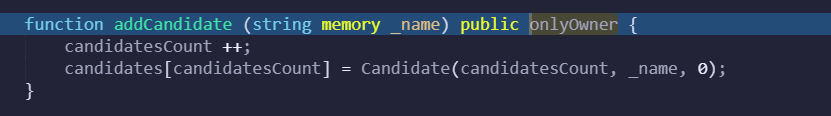 function addCandidate (string memory _name) public onlyOwner {
candidatesCount ++;
candidates[candidatesCount] = Candidate(candidatesCount, _name, 0);
}